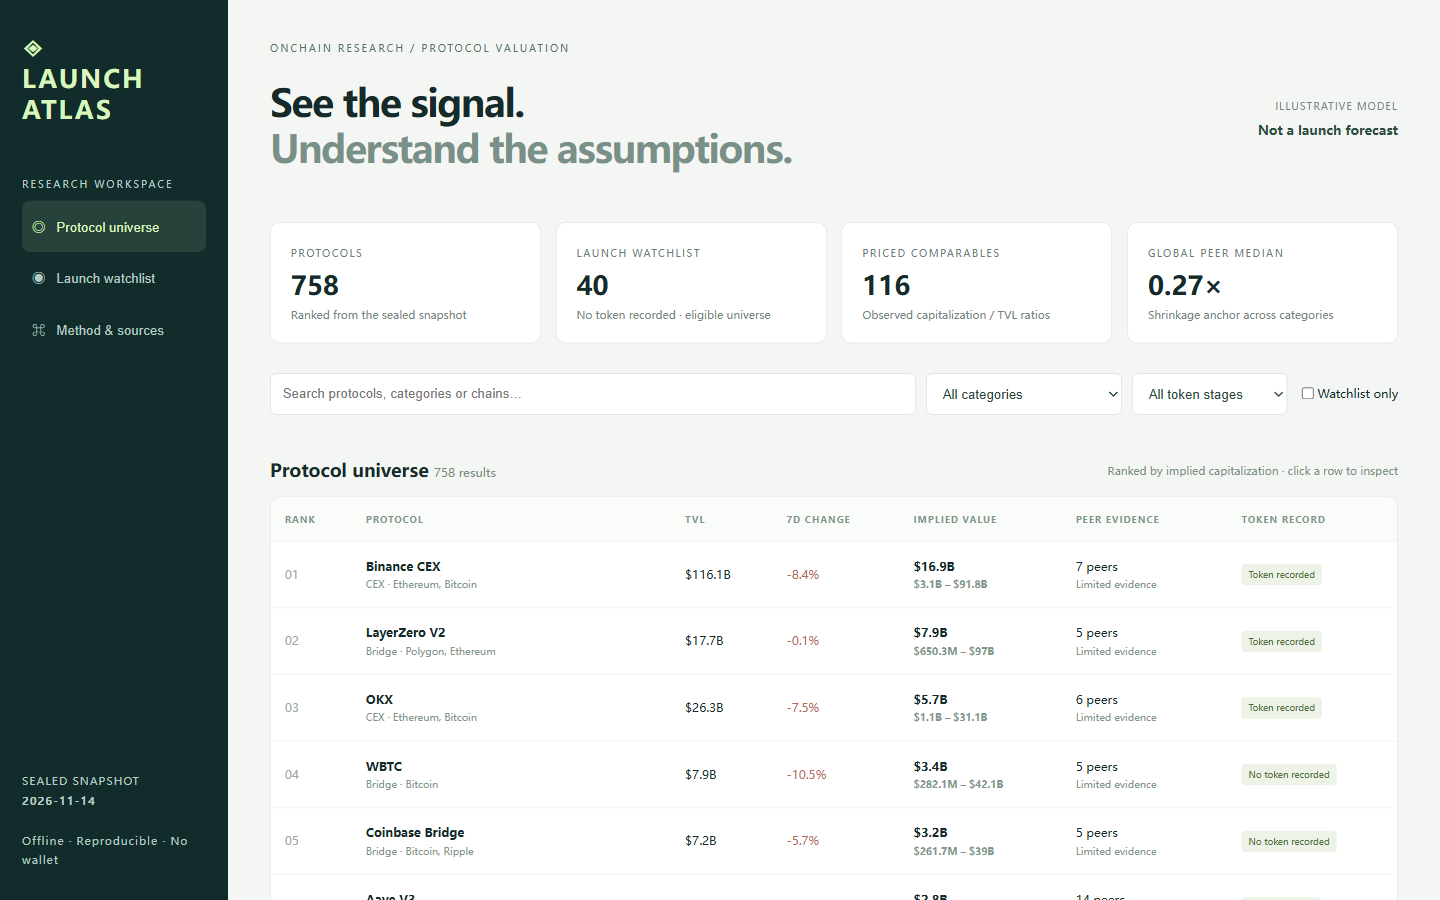 LAUNCH
ATLAS
RESEARCH WORKSPACE
Protocol universe
Launch watchlist
Method & sources
SEALED SNAPSHOT
2026-11-14
Offline · Reproducible · No
wallet
ONCHAIN RESEARCH / PROTOCOL VALUATION
See the signal.
Understand the assumptions.
ILLUSTRATIVE MODEL
Not a launch forecast
PROTOCOLS
758
Ranked from the sealed snapshot
LAUNCH WATCHLIST
40
No token recorded · eligible universe
PRICED COMPARABLES
116
Observed capitalization / TVL ratios
GLOBAL PEER MEDIAN
0.27×
Shrinkage anchor across categories
Search protocols, categories or chains...
All categories
All token stages
Watchlist only
Protocol universe 758 results
Ranked by implied capitalization · click a row to inspect
RANK PROTOCOL TVL 7D CHANGE IMPLIED VALUE PEER EVIDENCE TOKEN RECORD
01 Binance CEX $116.1B -8.4% $16.9B 7 peers Token recorded
CEX · Ethereum, Bitcoin $3.1B – $91.8B Limited evidence
02 LayerZero V2 $17.7B -0.1% $7.9B 5 peers Token recorded
Bridge · Polygon, Ethereum $650.3M – $97B Limited evidence
03 OKX $26.3B -7.5% $5.7B 6 peers Token recorded
CEX · Ethereum, Bitcoin $1.1B – $31.1B Limited evidence
04 WBTC $7.9B -10.5% $3.4B 5 peers No token recorded
Bridge · Bitcoin $282.1M – $42.1B Limited evidence
05 Coinbase Bridge $7.2B -5.7% $3.2B 5 peers No token recorded
Bridge · Bitcoin, Ripple $261.7M – $39B Limited evidence
Aave V3 $2.8B 14 peers